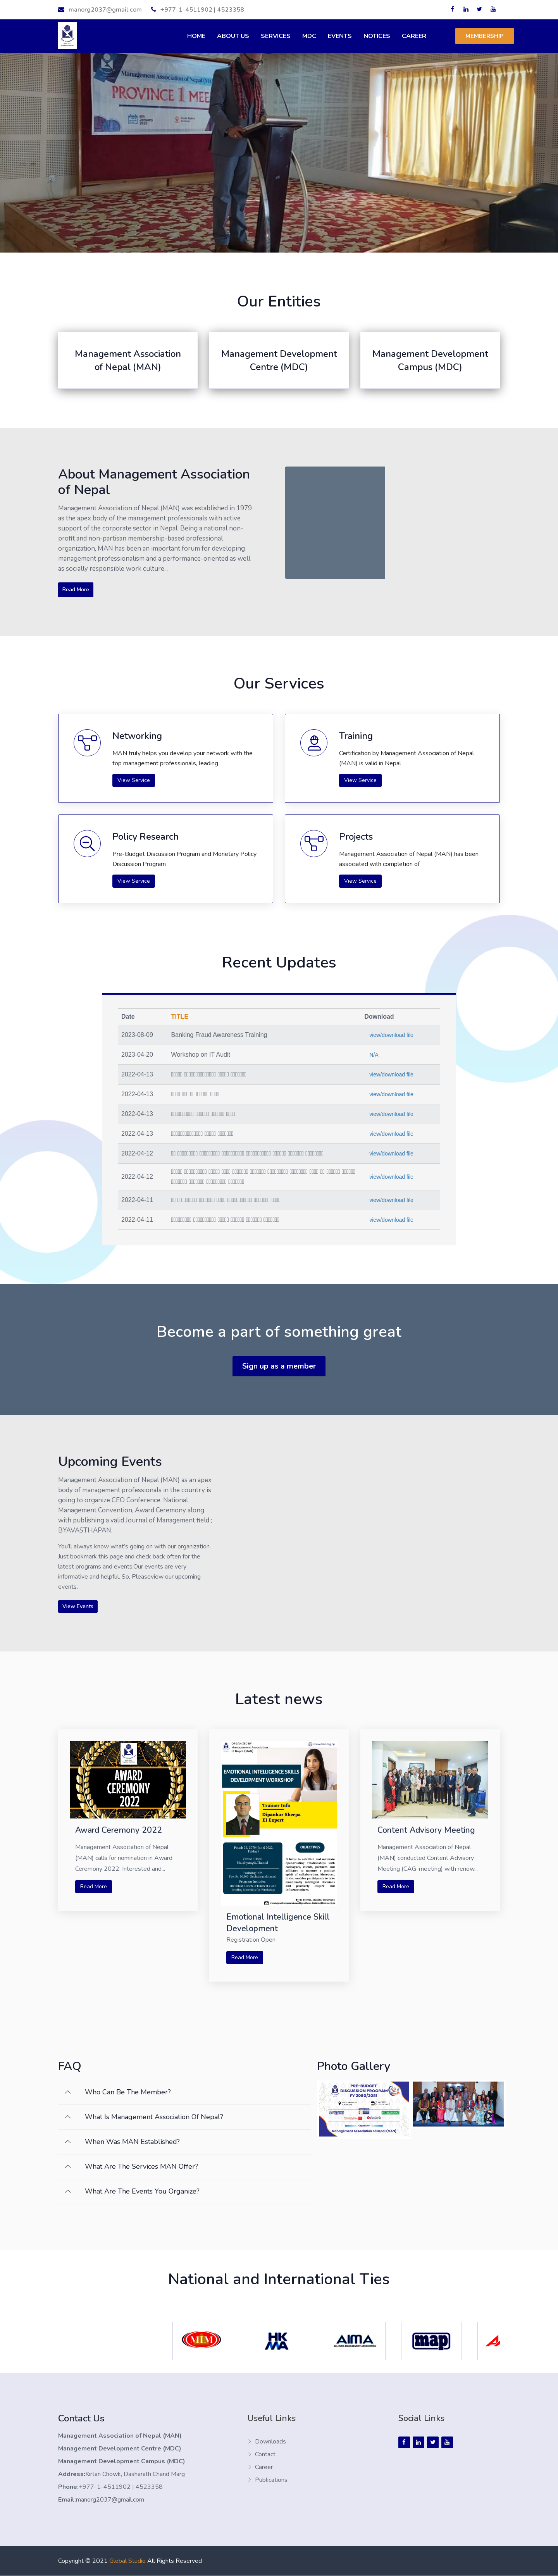 manorg2037@gmail.com +977-1-4511902 | 4523358
HOME ABOUT US SERVICES MDC EVENTS NOTICES CAREER MEMBERSHIP
PROVINCE 1 ME
Our Entities
Management Association of Nepal (MAN)
Management Development Centre (MDC)
Management Development Campus (MDC)
About Management Association
of Nepal
Management Association of Nepal (MAN) was established in 1979
as the apex body of the management professionals with active
support of the corporate sector in Nepal. Being a national non-
profit and non-partisan membership-based professional
organization, MAN has been an important forum for developing
management professionalism and a performance-oriented as well
as socially responsible work culture...
Read More
Our Services
Networking
MAN truly helps you develop your network with the
top management professionals, leading
View Service
Training
Certification by Management Association of Nepal
(MAN) is valid in Nepal
View Service
Policy Research
Pre-Budget Discussion Program and Monetary Policy
Discussion Program
View Service
Projects
Management Association of Nepal (MAN) has been
associated with completion of
View Service
Recent Updates
Date TITLE Download
2023-08-09 Banking Fraud Awareness Training view/download file
2023-04-20 Workshop on IT Audit N/A
2022-04-13 view/download file
2022-04-13 view/download file
2022-04-13 view/download file
2022-04-13 view/download file
2022-04-12 view/download file
2022-04-12 view/download file
2022-04-11 view/download file
2022-04-11 view/download file
Become a part of something great
Sign up as a member
Upcoming Events
Management Association of Nepal (MAN) as an apex
body of management professionals in the country is
going to organize CEO Conference, National
Management Convention, Award Ceremony along
with publishing a valid Journal of Management field ;
BYAVASTHAPAN.
You'll always know what's going on with our organization.
Just bookmark this page and check back often for the
latest programs and events.Our events are very
informative and helpful. So, Pleaseview our upcoming
events.
View Events
Latest news
AWARD
CEREMONY
2022
Award Ceremony 2022
Management Association of Nepal
(MAN) calls for nomination in Award
Ceremony 2022. Interested and...
Read More
EMOTIONAL INTELLIGENCE SKILLS
DEVELOPMENT WORKSHOP
Trainer Info
Dipankar Sherpa
EI Expert
OBJECTIVES
Emotional Intelligence Skill
Development
Registration Open
Read More
Content Advisory Meeting
Management Association of Nepal
(MAN) conducted Content Advisory
Meeting (CAG-meeting) with renow...
Read More
FAQ
Who Can Be The Member?
What Is Management Association Of Nepal?
When Was MAN Established?
What Are The Services MAN Offer?
What Are The Events You Organize?
Photo Gallery
PRE-BUDGET
DISCUSSION PROGRAM
FY 2080/2081
Management Association of Nepal (MAN)
National and International Ties
MIM
HKMA
AIMA
map
Contact Us
Management Association of Nepal (MAN)
Management Development Centre (MDC)
Management Development Campus (MDC)
Address:Kirtan Chowk, Dasharath Chand Marg
Phone:+977-1-4511902 | 4523358
Email:manorg2037@gmail.com
Useful Links
Downloads
Contact
Career
Publications
Social Links
Copyright © 2021 Global Studio All Rights Reserved